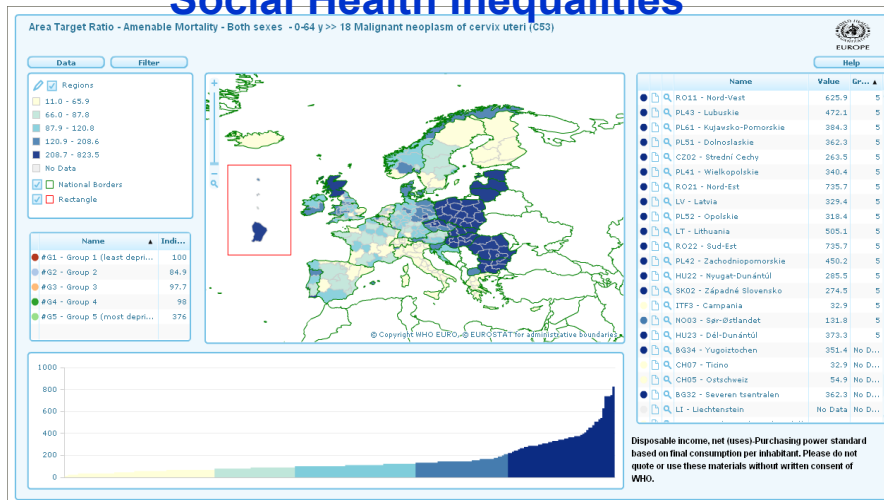 Social Health Inequalities
Area Target Ratio - Amenable Mortality - Both sexes - 0-64 y >> 18 Malignant neoplasm of cervix uteri (C53)
EUROPE
Data Filter Help
Regions
11.0 - 65.9
66.0 - 87.8
87.9 - 120.8
120.9 - 208.6
208.7 - 823.5
No Data
National Borders
Rectangle
Name Indi...
#G1 - Group 1 (least depri... 100
#G2 - Group 2 84.9
#G3 - Group 3 97.7
#G4 - Group 4 98
#G5 - Group 5 (most depri... 376
© Copyright WHO EURO, © EUROSTAT for administrative boundaries
Name Value Gr...
RO11 - Nord-Vest 625.9 5
PL43 - Lubuskie 472.1 5
PL61 - Kujawsko-Pomorskie 384.3 5
PL51 - Dolnoslaskie 362.3 5
CZ02 - Strední Cechy 263.5 5
PL41 - Wielkopolskie 340.4 5
RO21 - Nord-Est 735.7 5
LV - Latvia 329.4 5
PL52 - Opolskie 318.4 5
LT - Lithuania 505.1 5
RO22 - Sud-Est 735.7 5
PL42 - Zachodniopomorskie 450.2 5
HU22 - Nyugat-Dunántúl 285.5 5
SK02 - Západné Slovensko 274.5 5
ITF3 - Campania 32.9 5
NO03 - Sør-Østlandet 131.8 5
HU23 - Dél-Dunántúl 373.3 5
BG34 - Yugoiztochen 351.4 No D...
CH07 - Ticino 32.9 No D...
CH05 - Ostschweiz 54.9 No D...
BG32 - Severen tsentralen 362.3 No D...
LI - Liechtenstein No Data No D...
1000
800
600
400
200
0
Disposable income, net (uses)-Purchasing power standard
based on final consumption per inhabitant. Please do not
quote or use these materials without written consent of
WHO.